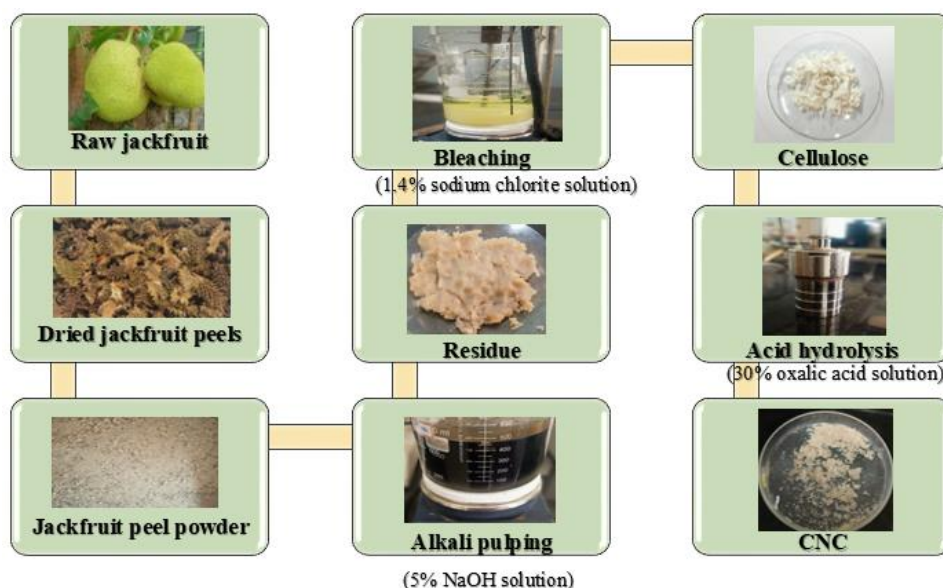 Raw jackfruit
Dried jackfruit peels
Jackfruit peel powder
Alkali pulping
(5% NaOH solution)
Residue
Bleaching
(1.4% sodium chlorite solution)
Cellulose
Acid hydrolysis
(30% oxalic acid solution)
CNC